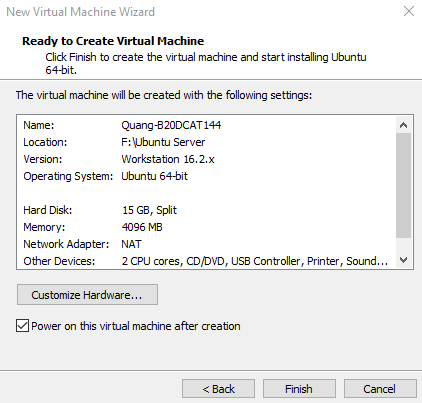 New Virtual Machine Wizard
Ready to Create Virtual Machine
Click Finish to create the virtual machine and start installing Ubuntu
64-bit.
The virtual machine will be created with the following settings:
Name: Quang-B20DCAT144
Location: F:\Ubuntu Server
Version: Workstation 16.2.x
Operating System: Ubuntu 64-bit
Hard Disk: 15 GB, Split
Memory: 4096 MB
Network Adapter: NAT
Other Devices: 2 CPU cores, CD/DVD, USB Controller, Printer, Sound...
Customize Hardware...
Power on this virtual machine after creation
< Back Finish Cancel